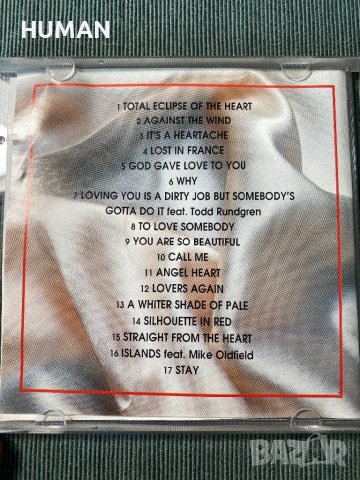 HUMAN
1 TOTAL ECLIPSE OF THE HEART
2 AGAINST THE WIND
3 IT'S A HEARTACHE
4 LOST IN FRANCE
5 GOD GAVE LOVE TO YOU
6 WHY
7 LOVING YOU IS A DIRTY JOB BUT SOMEBODY'S
GOTTA DO IT feat. Todd Rundgren
8 TO LOVE SOMEBODY
9 YOU ARE SO BEAUTIFUL
10 CALL ME
11 ANGEL HEART
12 LOVERS AGAIN
13 A WHITER SHADE OF PALE
14 SILHOUETTE IN RED
15 STRAIGHT FROM THE HEART
16 ISLANDS feat. Mike Oldfield
17 STAY
BAZAR